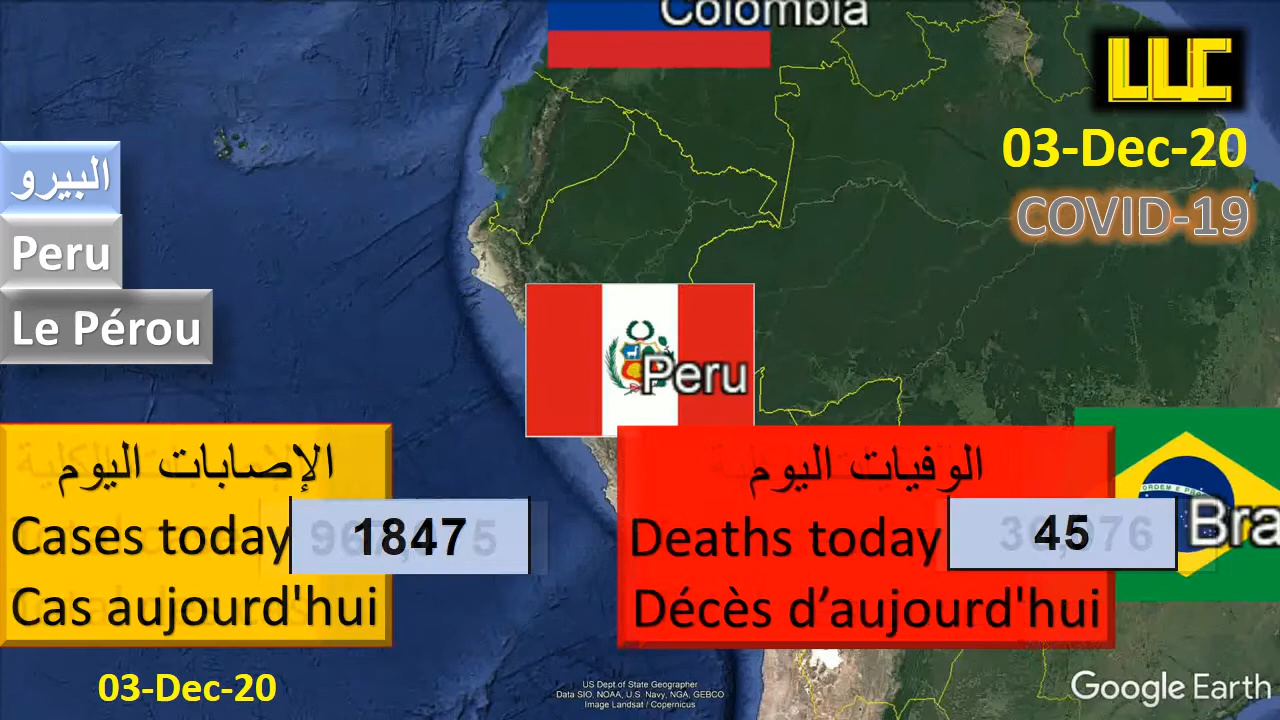 Colombia
LLC
03-Dec-20
COVID-19
البيرو
Peru
Le Pérou
Peru
الإصابات اليوم
Cases today 1847
Cas aujourd'hui
الوفيات اليوم
Deaths today 45
Décès d’aujourd'hui
Bra
03-Dec-20
US Dept of State Geographer
Data SIO, NOAA, U.S. Navy, NGA, GEBCO
Image Landsat / Copernicus
Google Earth